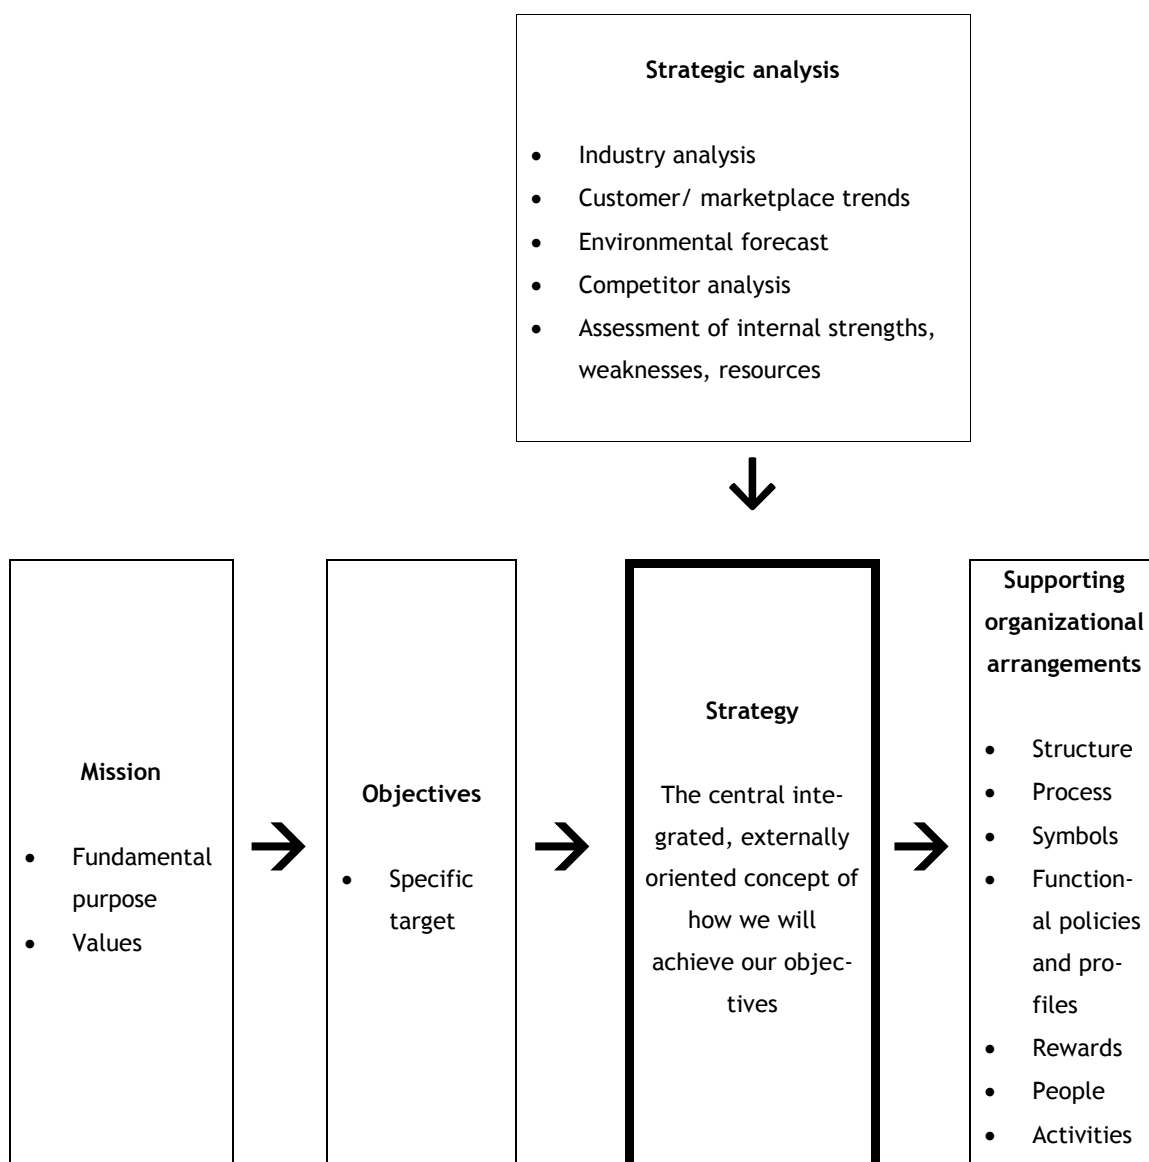 Strategic analysis
• Industry analysis
• Customer/ marketplace trends
• Environmental forecast
• Competitor analysis
• Assessment of internal strengths,
weaknesses, resources
Mission
• Fundamental
purpose
• Values
Objectives
• Specific
target
Strategy
The central inte-
grated, externally
oriented concept of
how we will
achieve our objec-
tives
Supporting
organizational
arrangements
• Structure
• Process
• Symbols
• Function-
al policies
and pro-
files
• Rewards
• People
• Activities